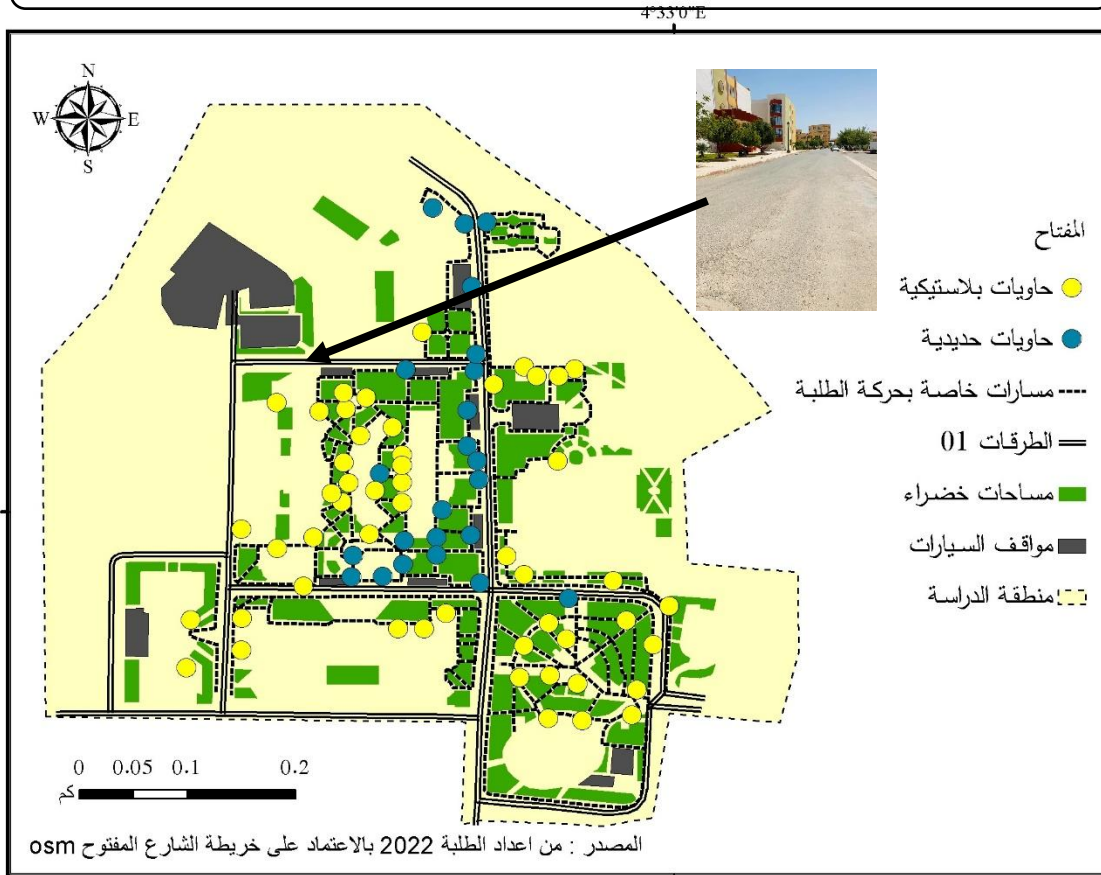 4°33'0"E
N
W E
S
المفتاح
حاويات بلاستيكية
حاويات حديدية
مسارات خاصة بحركة الطلبة
الطرقات 01
مساحات خضراء
مواقف السيارات
منطقة الدراسة
0 0.05 0.1 0.2
كم
المصدر : من اعداد الطلبة 2022 بالاعتماد على خريطة الشارع المفتوح osm